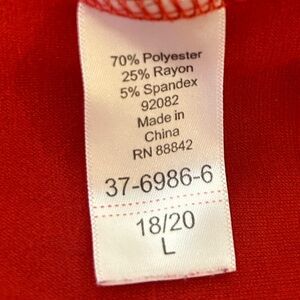 70% Polyester
25% Rayon
5% Spandex
92082
Made in
China
RN 88842
37-6986-6
18/20
L